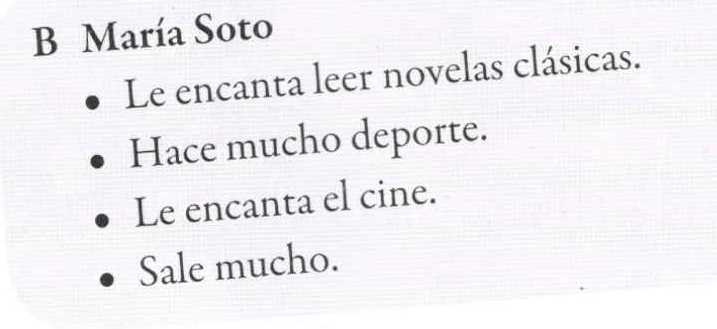 B María Soto
• Le encanta leer novelas clásicas.
• Hace mucho deporte.
• Le encanta el cine.
• Sale mucho.